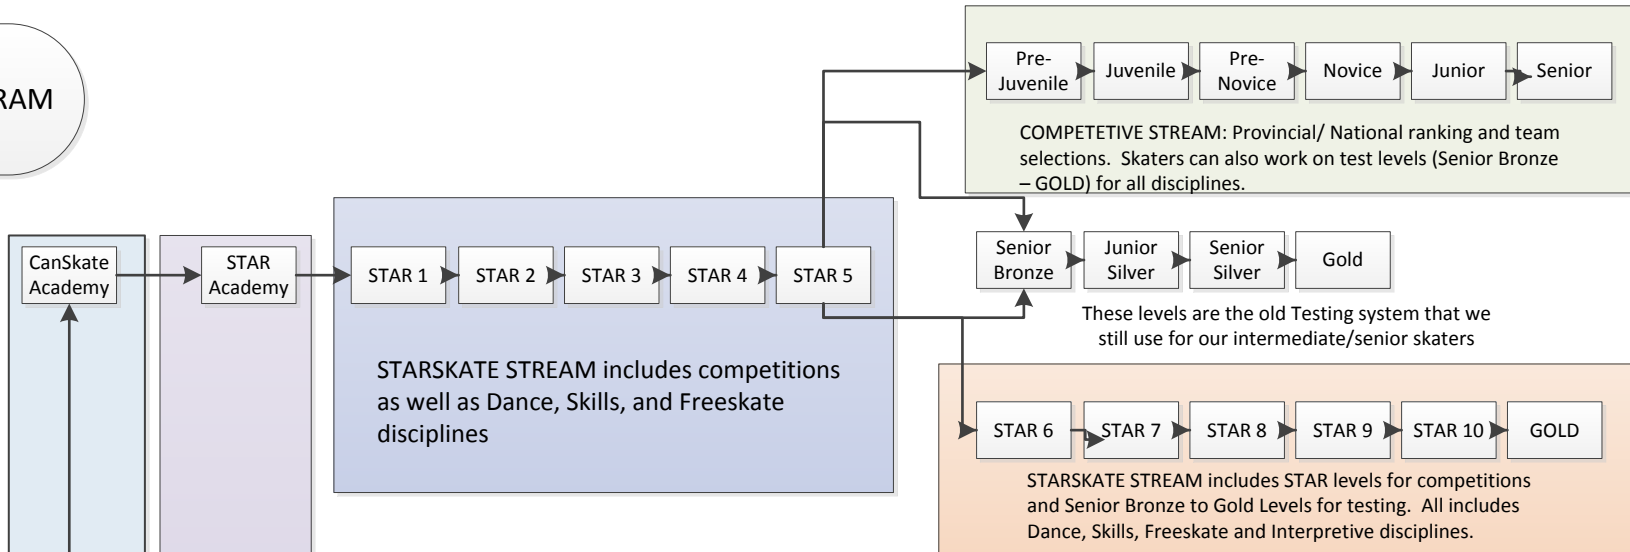 RAM
Pre-
Juvenile
Juvenile
Pre-
Novice
Novice
Junior
Senior
COMPETETIVE STREAM: Provincial/ National ranking and team
selections.  Skaters can also work on test levels (Senior Bronze
– GOLD) for all disciplines.
CanSkate
Academy
STAR
Academy
STAR 1
STAR 2
STAR 3
STAR 4
STAR 5
STARSKATE STREAM includes competitions
as well as Dance, Skills, and Freeskate
disciplines
Senior
Bronze
Junior
Silver
Senior
Silver
Gold
These levels are the old Testing system that we
still use for our intermediate/senior skaters
STAR 6
STAR 7
STAR 8
STAR 9
STAR 10
GOLD
STARSKATE STREAM includes STAR levels for competitions
and Senior Bronze to Gold Levels for testing.  All includes
Dance, Skills, Freeskate and Interpretive disciplines.